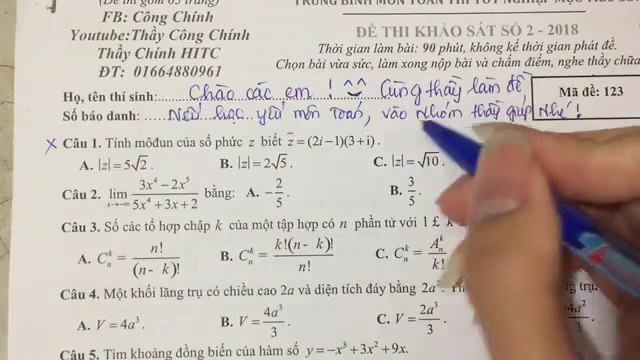 (Đề thi gồm 05 trang)
FB: Công Chính
Youtube:Thầy Công Chính
Thầy Chính HITC
ĐT: 01664880961
ĐỀ THI KHẢO SÁT SỐ 2 - 2018
Thời gian làm bài: 90 phút, không kể thời gian phát đề.
Chọn bài vừa sức, làm xong nộp bài và chấm điểm, nghe thầy chữa
Họ, tên thí sinh: Chào các em ! ^^ Cùng thầy làm đề
Mã đề: 123
Số báo danh: Nếu học yếu môn Toán, vào Nhóm thầy giúp Nhé !
x Câu 1. Tính môđun của số phức z biết z̅ = (2i−1)(3+i).
A. |z| = 5√2. B. |z| = 2√5. C. |z| = √10.
Câu 2. lim x→−∞ (3x⁴ − 2x⁵)/(5x⁴ + 3x + 2) bằng: A. −2/5. B. 3/5.
Câu 3. Số các tổ hợp chập k của một tập hợp có n phần tử với 1 £ k
A. Cₙᵏ = n!/(n- k)! B. Cₙᵏ = k!(n- k)!/n! C. Cₙᵏ = Aₙᵏ/k!
Câu 4. Một khối lăng trụ có chiều cao 2a và diện tích đáy bằng 2a².
A. V = 4a³. B. V = 4a³/3. C. V = 2a³/3.
Câu 5. Tìm khoảng đồng biến của hàm số y = −x³ + 3x² + 9x.